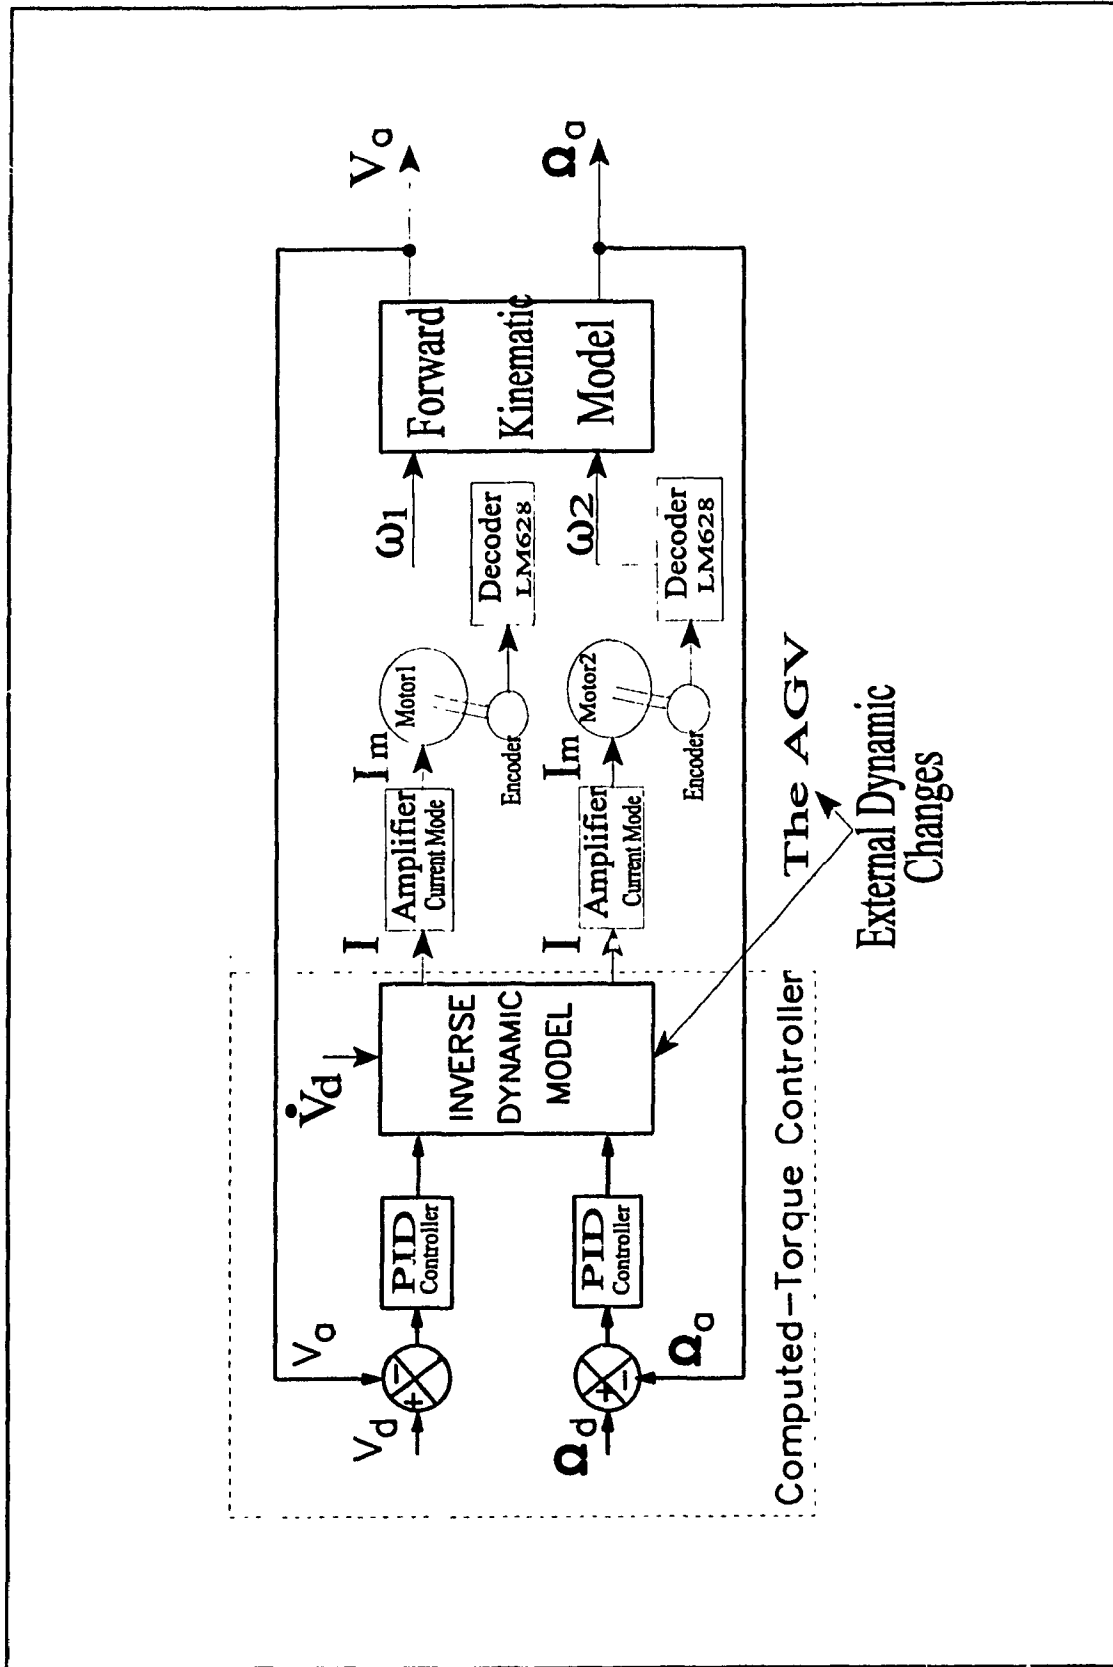 V_a
V_d
PID
Controller
V̇_d
INVERSE
DYNAMIC
MODEL
I
Amplifier
Current Mode
I_m
Motor1
Encoder
Decoder
LM628
ω1
Forward
Kinematic
Model
V_a
Ω_d
Ω_a
PID
Controller
I
Amplifier
Current Mode
I_m
Motor2
Encoder
Decoder
LM628
ω2
Ω_a
Computed-Torque Controller
The AGV
External Dynamic
Changes